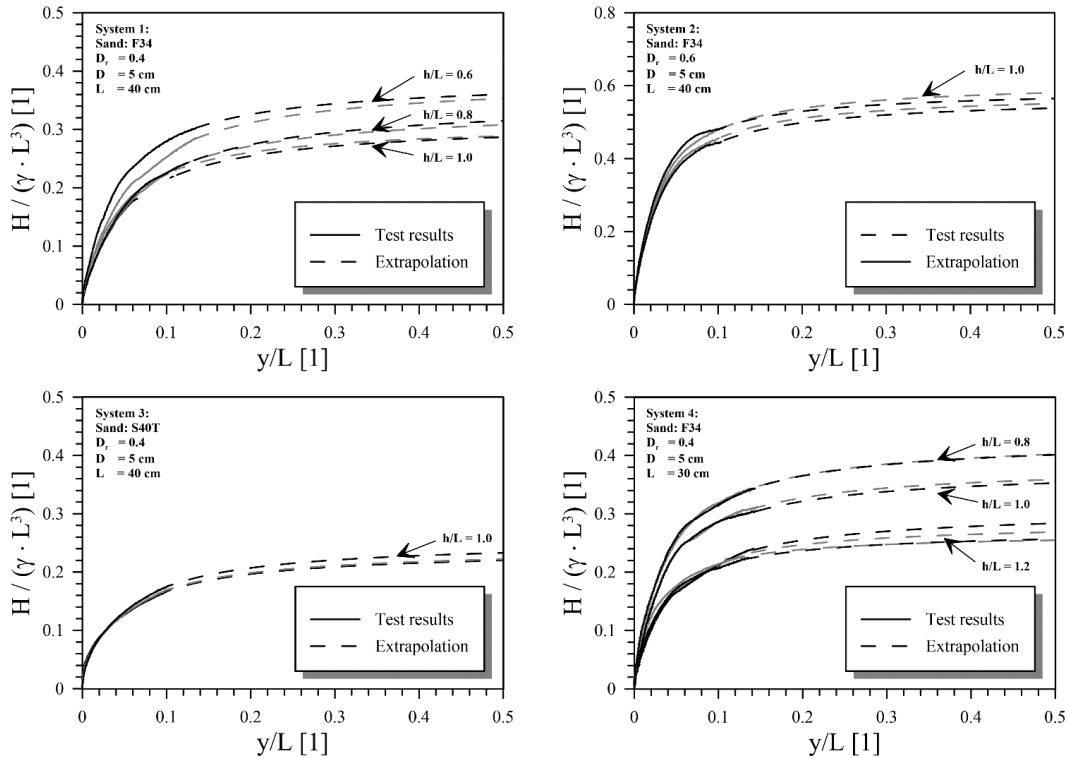 System 1:
Sand: F34
Dr = 0.4
D = 5 cm
L = 40 cm
h/L = 0.6
h/L = 0.8
h/L = 1.0
Test results
Extrapolation
0.5
0.4
0.3
0.2
0.1
0
0 0.1 0.2 0.3 0.4 0.5
H / (γ · L³) [1]
y/L [1]
System 2:
Sand: F34
Dr = 0.6
D = 5 cm
L = 40 cm
h/L = 1.0
Test results
Extrapolation
0.8
0.6
0.4
0.2
0
0 0.1 0.2 0.3 0.4 0.5
H / (γ · L³) [1]
y/L [1]
System 3:
Sand: S40T
Dr = 0.4
D = 5 cm
L = 40 cm
h/L = 1.0
Test results
Extrapolation
0.5
0.4
0.3
0.2
0.1
0
0 0.1 0.2 0.3 0.4 0.5
H / (γ · L³) [1]
y/L [1]
System 4:
Sand: F34
Dr = 0.4
D = 5 cm
L = 30 cm
h/L = 0.8
h/L = 1.0
h/L = 1.2
Test results
Extrapolation
0.5
0.4
0.3
0.2
0.1
0
0 0.1 0.2 0.3 0.4 0.5
H / (γ · L³) [1]
y/L [1]